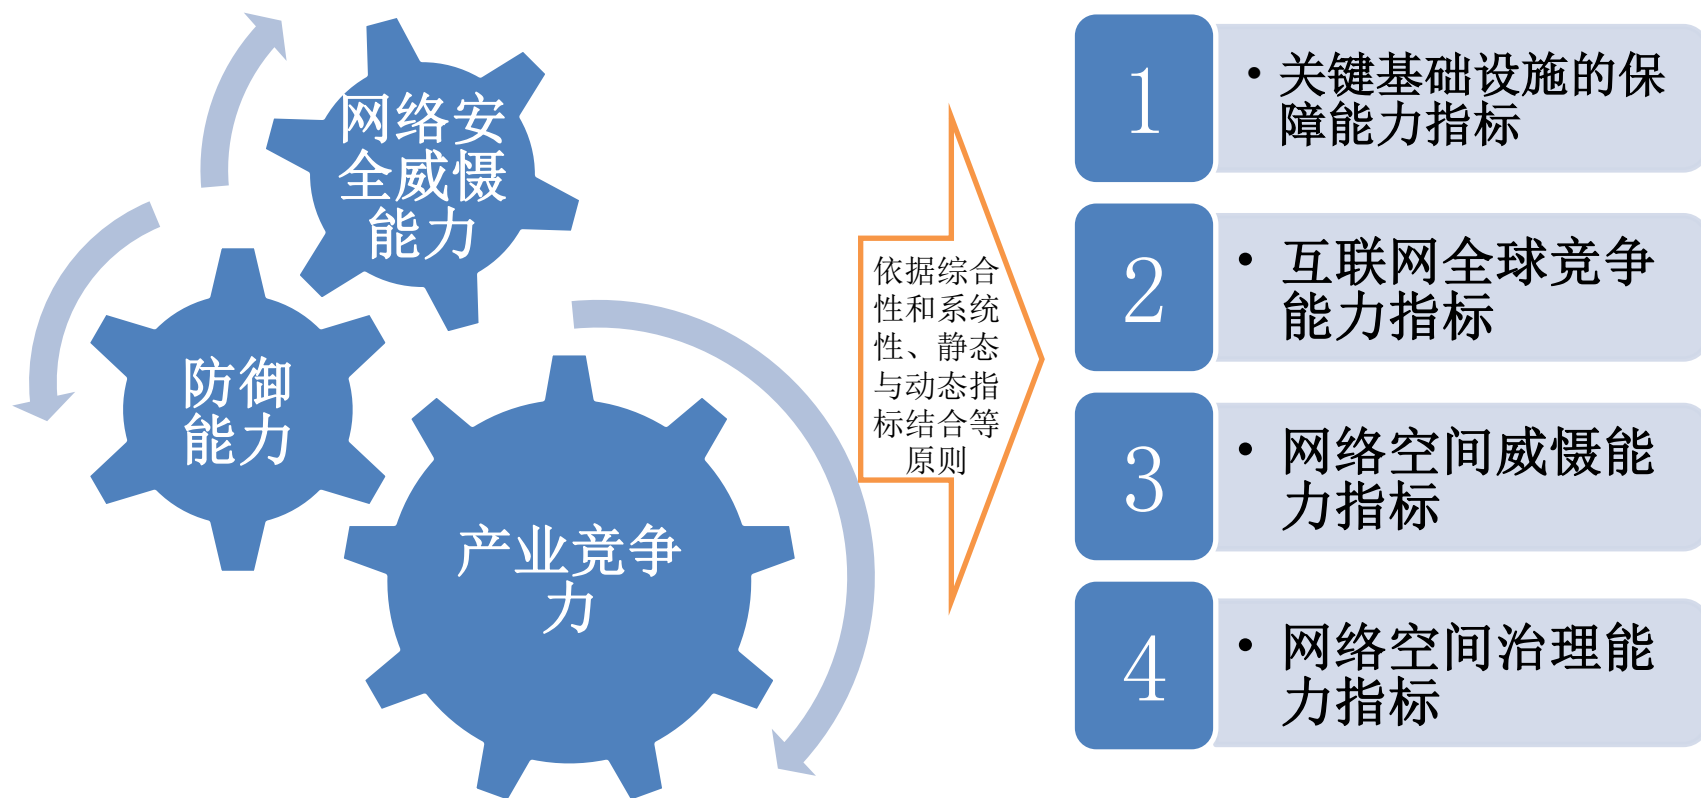 网络安
全威慑
能力
防御
能力
产业竞争
力
依据综合
性和系统
性、静态
与动态指
标结合等
原则
1
• 关键基础设施的保
障能力指标
2
• 互联网全球竞争
能力指标
3
• 网络空间威慑能
力指标
4
• 网络空间治理能
力指标